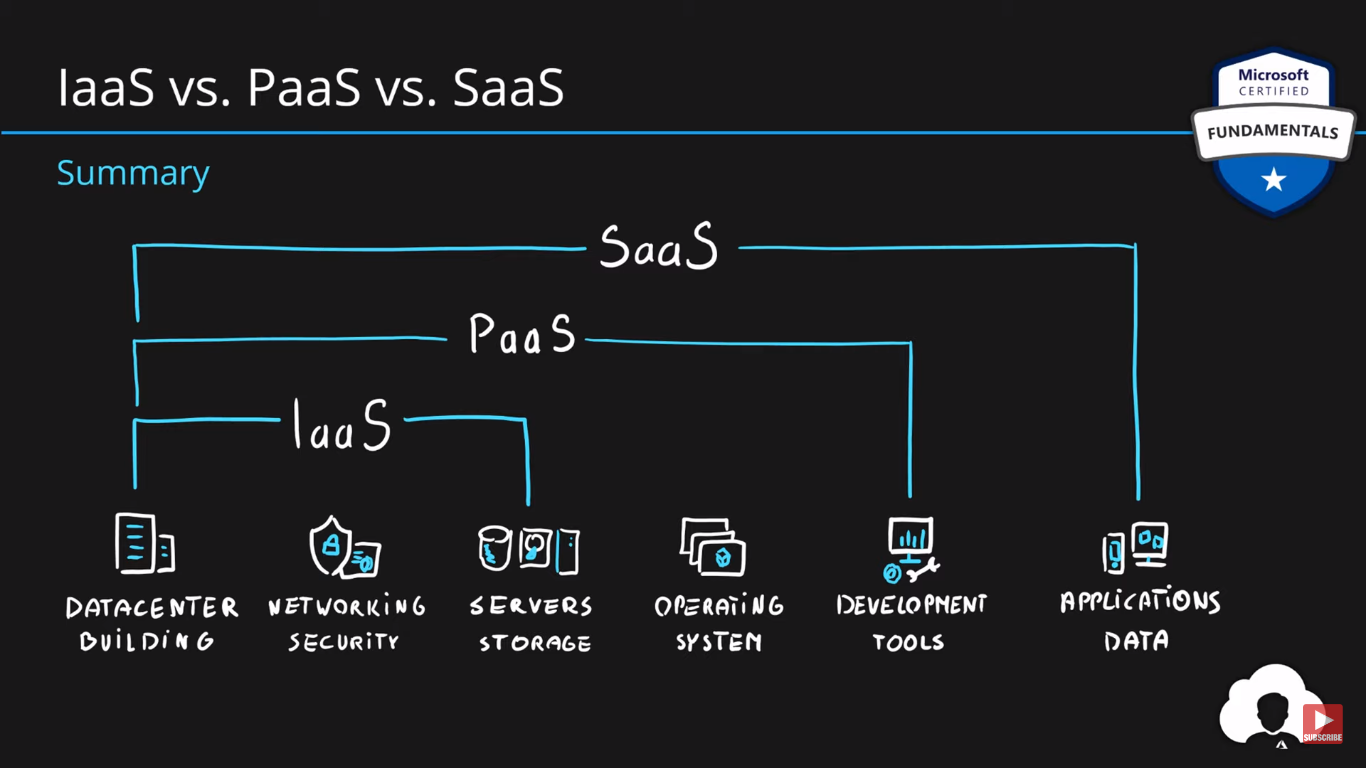 IaaS vs. PaaS vs. SaaS
Microsoft
CERTIFIED
FUNDAMENTALS
Summary
SaaS
PaaS
IaaS
DATACENTER
BUILDING
NETWORKING
SECURITY
SERVERS
STORAGE
OPERATING
SYSTEM
DEVELOPMENT
TOOLS
APPLICATIONS
DATA
SUBSCRIBE